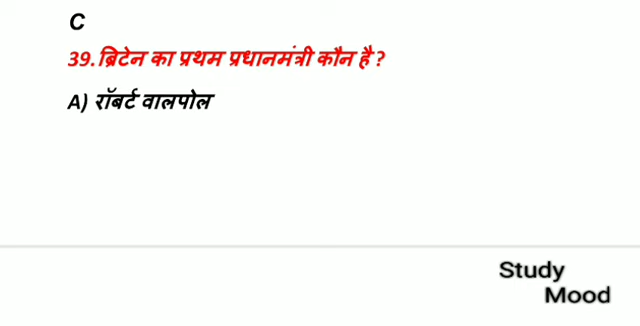 C
39. ब्रिटेन का प्रथम प्रधानमंत्री कौन है ?
A) रॉबर्ट वालपोल
Study
Mood